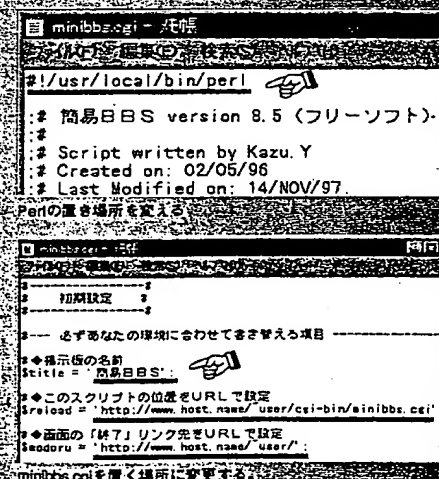 minibbs.cgi - メモ帳
#!/usr/local/bin/perl
:# 簡易BBS version 8.5 (フリーソフト)
:#
:# Script written by Kazu.Y
:# Created on: 02/05/96
:# Last Modified on: 14/NOV/97
Perlの置き場所を変える
minibbs.cgi - メモ帳
#----------------#
# 初期設定 #
#----------------#
#--- 必ずあなたの環境に合わせて書き替える項目 ----------------
#◆掲示板の名前
$title = '簡易BBS';
#◆このスクリプトの位置をURLで設定
$reload = 'http://www.host.name/~user/cgi-bin/minibbs.cgi'
#◆画面の「終了」リンク先をURLで設定
$modoru = 'http://www.host.name/~user/';
minibbs.cgiを置く場所に変更する